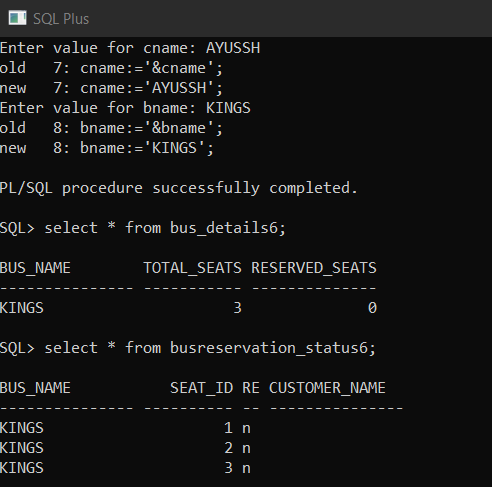 SQL Plus
Enter value for cname: AYUSSH
old   7: cname:='&cname';
new   7: cname:='AYUSSH';
Enter value for bname: KINGS
old   8: bname:='&bname';
new   8: bname:='KINGS';
PL/SQL procedure successfully completed.
SQL> select * from bus_details6;
BUS_NAME        TOTAL_SEATS RESERVED_SEATS
--------------- ----------- --------------
KINGS                     3              0
SQL> select * from busreservation_status6;
BUS_NAME           SEAT_ID RE CUSTOMER_NAME
--------------- ---------- -- ---------------
KINGS                    1 n
KINGS                    2 n
KINGS                    3 n